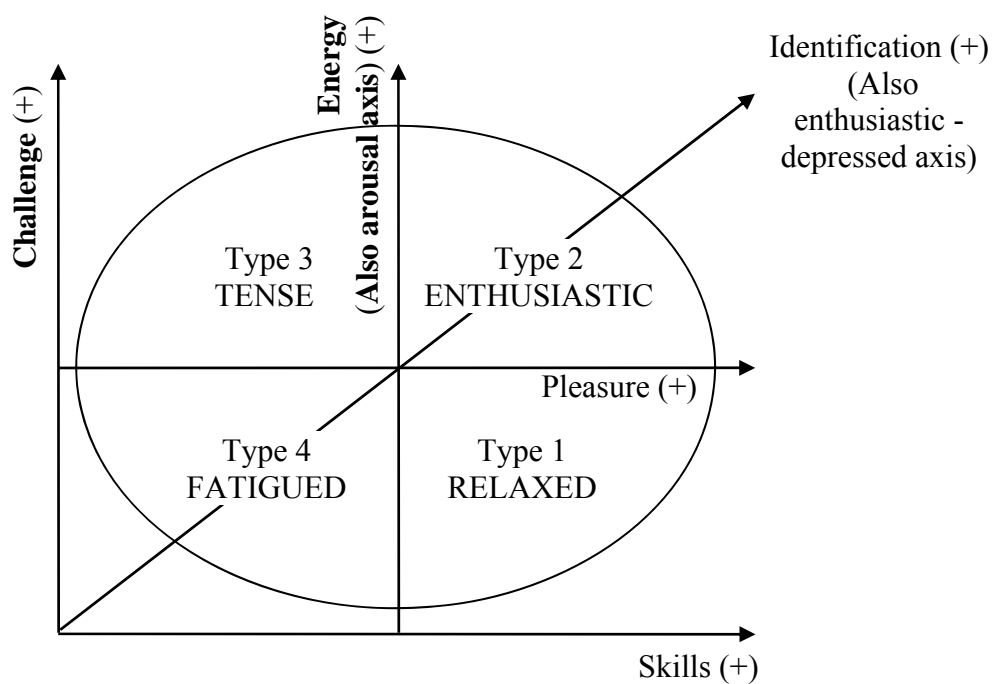 Challenge (+)
Energy
(Also arousal axis) (+)
Identification (+)
(Also
enthusiastic -
depressed axis)
Type 3
TENSE
Type 2
ENTHUSIASTIC
Pleasure (+)
Type 4
FATIGUED
Type 1
RELAXED
Skills (+)